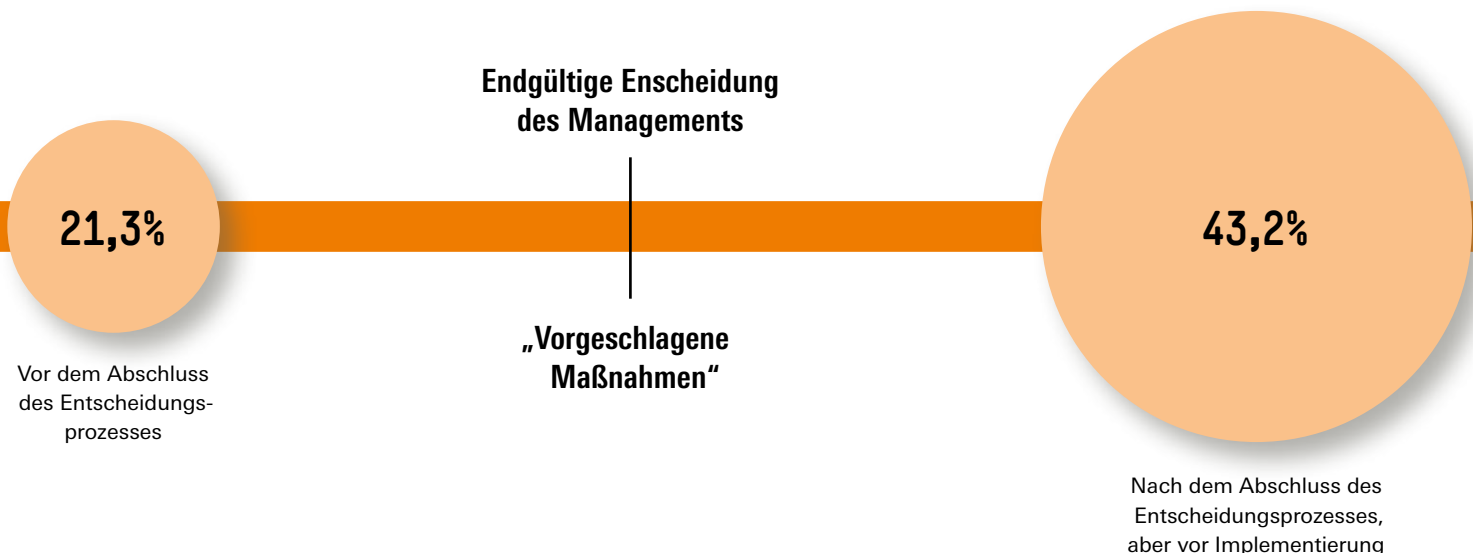 Endgültige Enscheidung
des Managements
21,3%
43,2%
„Vorgeschlagene
Maßnahmen“
Vor dem Abschluss
des Entscheidungs-
prozesses
Nach dem Abschluss des
Entscheidungsprozesses,
aber vor Implementierung